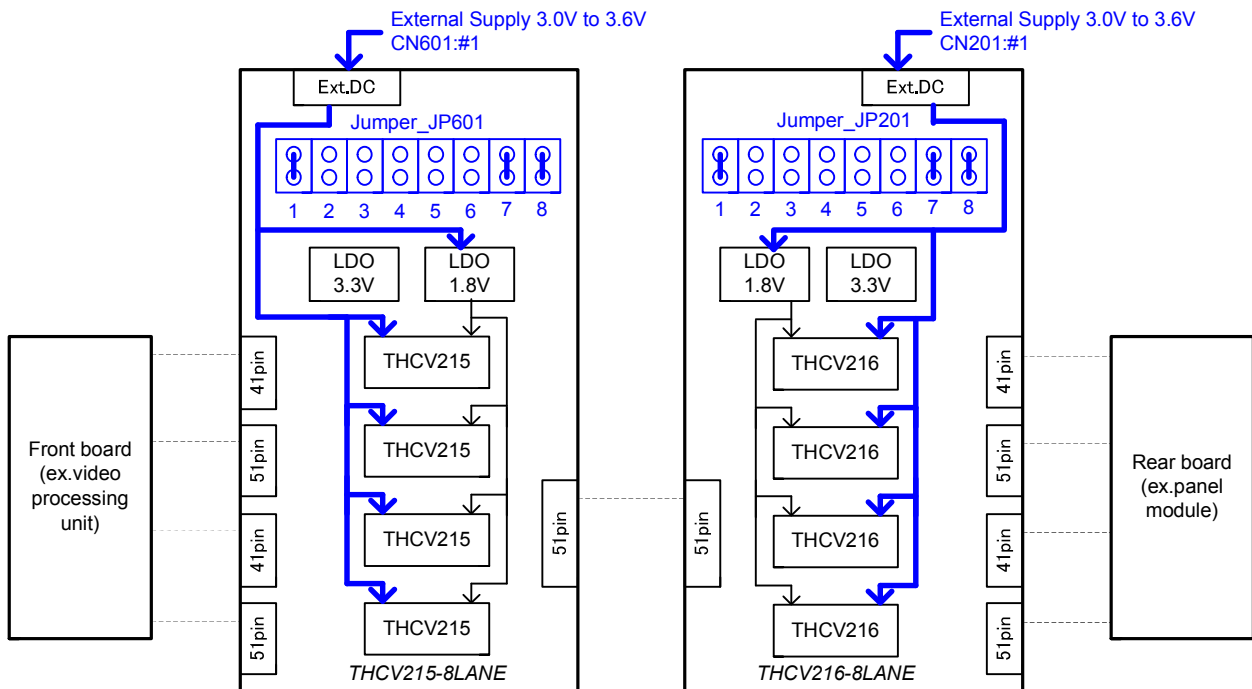 External Supply 3.0V to 3.6V
CN601:#1
External Supply 3.0V to 3.6V
CN201:#1
Ext.DC
Ext.DC
Jumper_JP601
1 2 3 4 5 6 7 8
Jumper_JP201
1 2 3 4 5 6 7 8
LDO
3.3V
LDO
1.8V
LDO
1.8V
LDO
3.3V
Front board
(ex.video
processing
unit)
41pin
51pin
41pin
51pin
THCV215
THCV215
THCV215
THCV215
51pin
THCV215-8LANE
51pin
THCV216
THCV216
THCV216
THCV216
THCV216-8LANE
41pin
51pin
41pin
51pin
Rear board
(ex.panel
module)